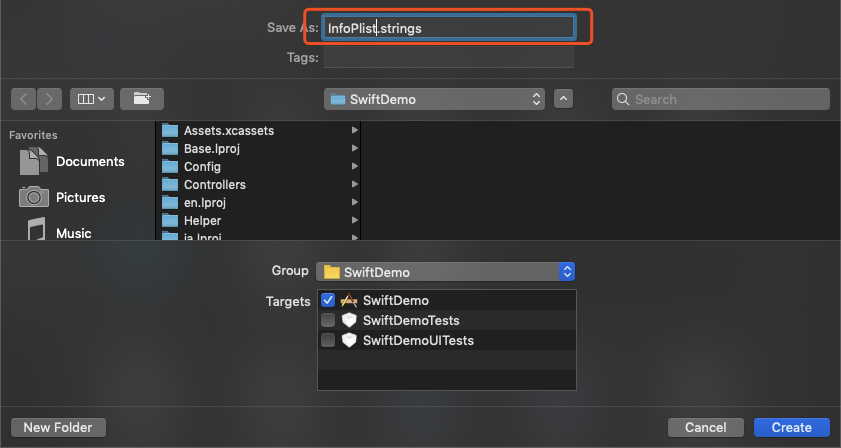 Save As: InfoPlist.strings
Tags:
SwiftDemo
Search
Favorites
Documents
Pictures
Music
Assets.xcassets
Base.lproj
Config
Controllers
en.lproj
Helper
ja.lproj
Group SwiftDemo
Targets SwiftDemo
SwiftDemoTests
SwiftDemoUITests
New Folder Cancel Create